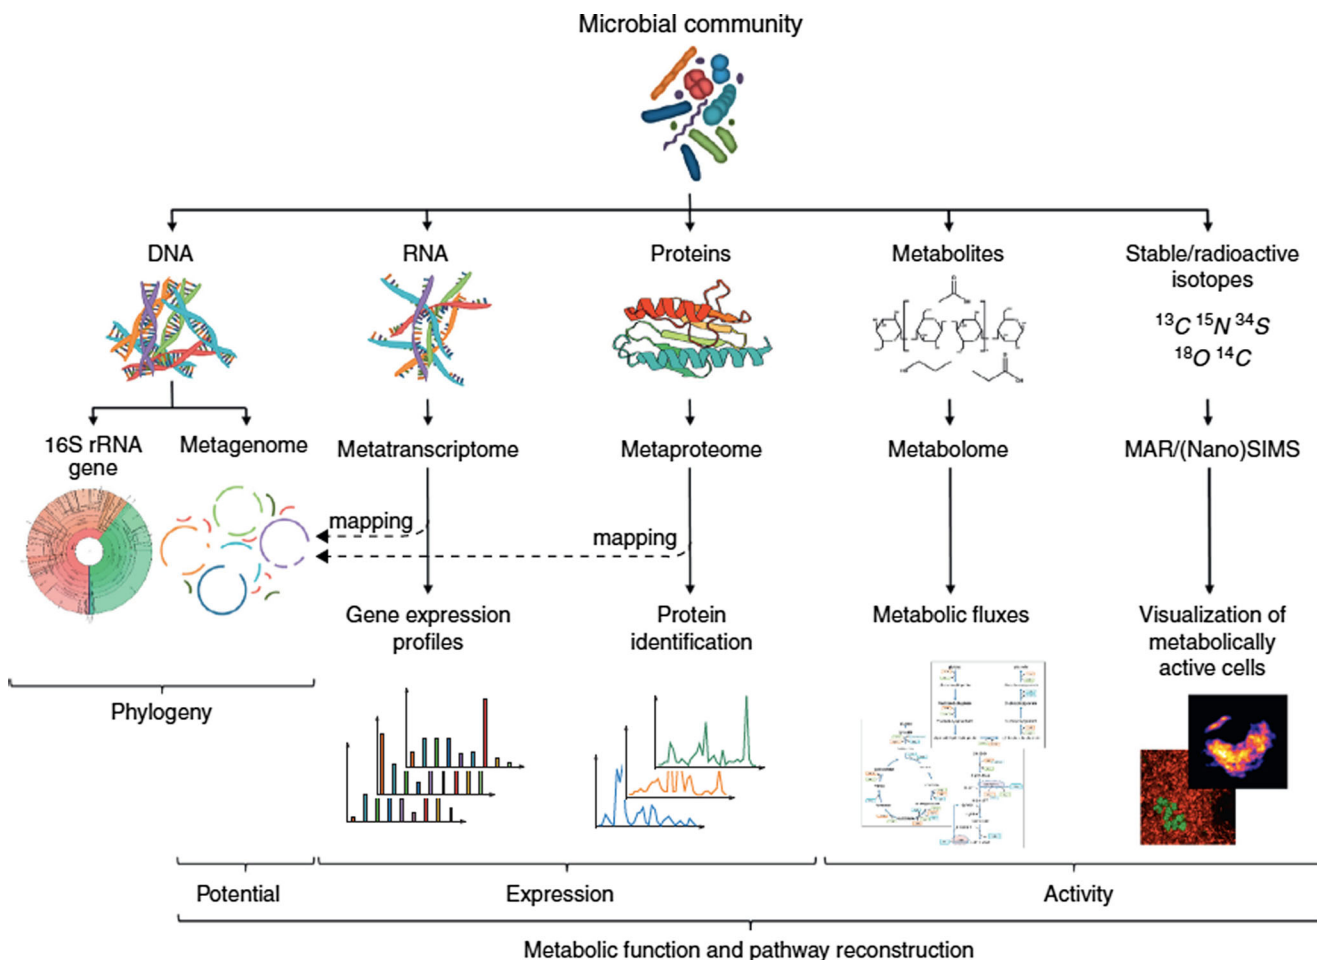 Microbial community
DNA
RNA
Proteins
Metabolites
Stable/radioactive
isotopes
13C 15N 34S
18O 14C
16S rRNA
gene
Metagenome
Metatranscriptome
Metaproteome
Metabolome
MAR/(Nano)SIMS
mapping
mapping
Gene expression
profiles
Protein
identification
Metabolic fluxes
Visualization of
metabolically
active cells
Phylogeny
Potential
Expression
Activity
Metabolic function and pathway reconstruction